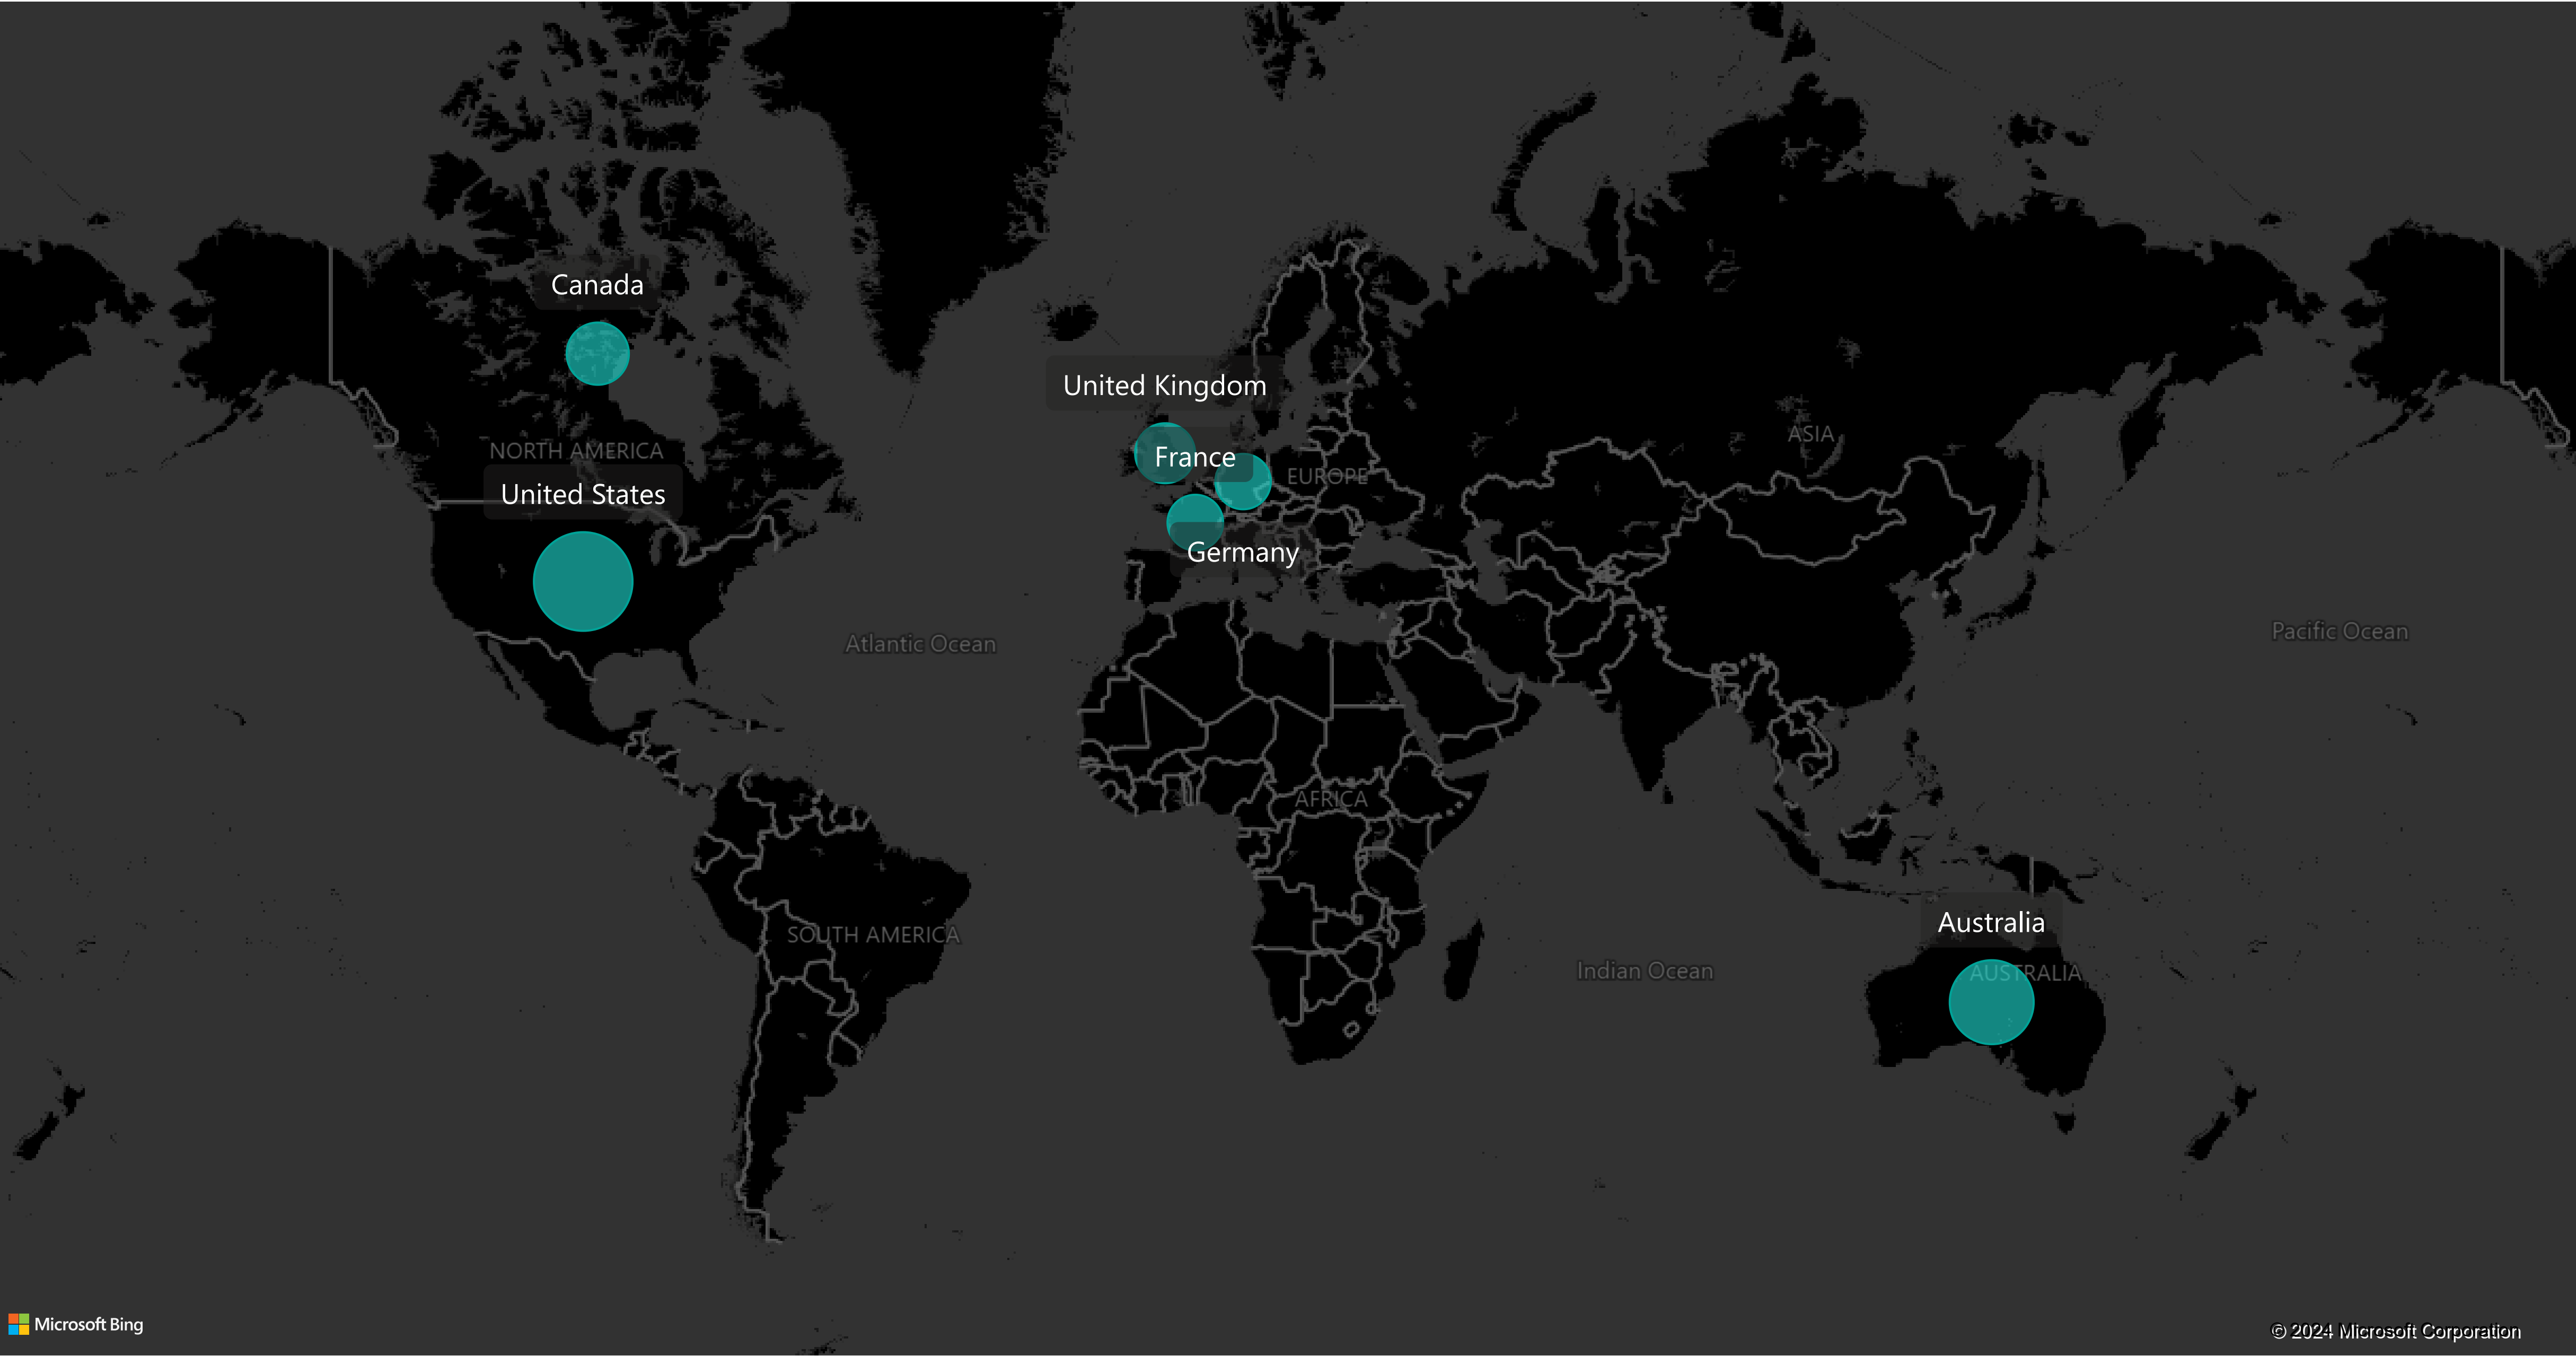 Canada
United Kingdom
ASIA
NORTH AMERICA
France
EUROPE
United States
Germany
Pacific Ocean
Atlantic Ocean
AFRICA
Australia
SOUTH AMERICA
Indian Ocean
AUSTRALIA
Microsoft Bing
© 2024 Microsoft Corporation